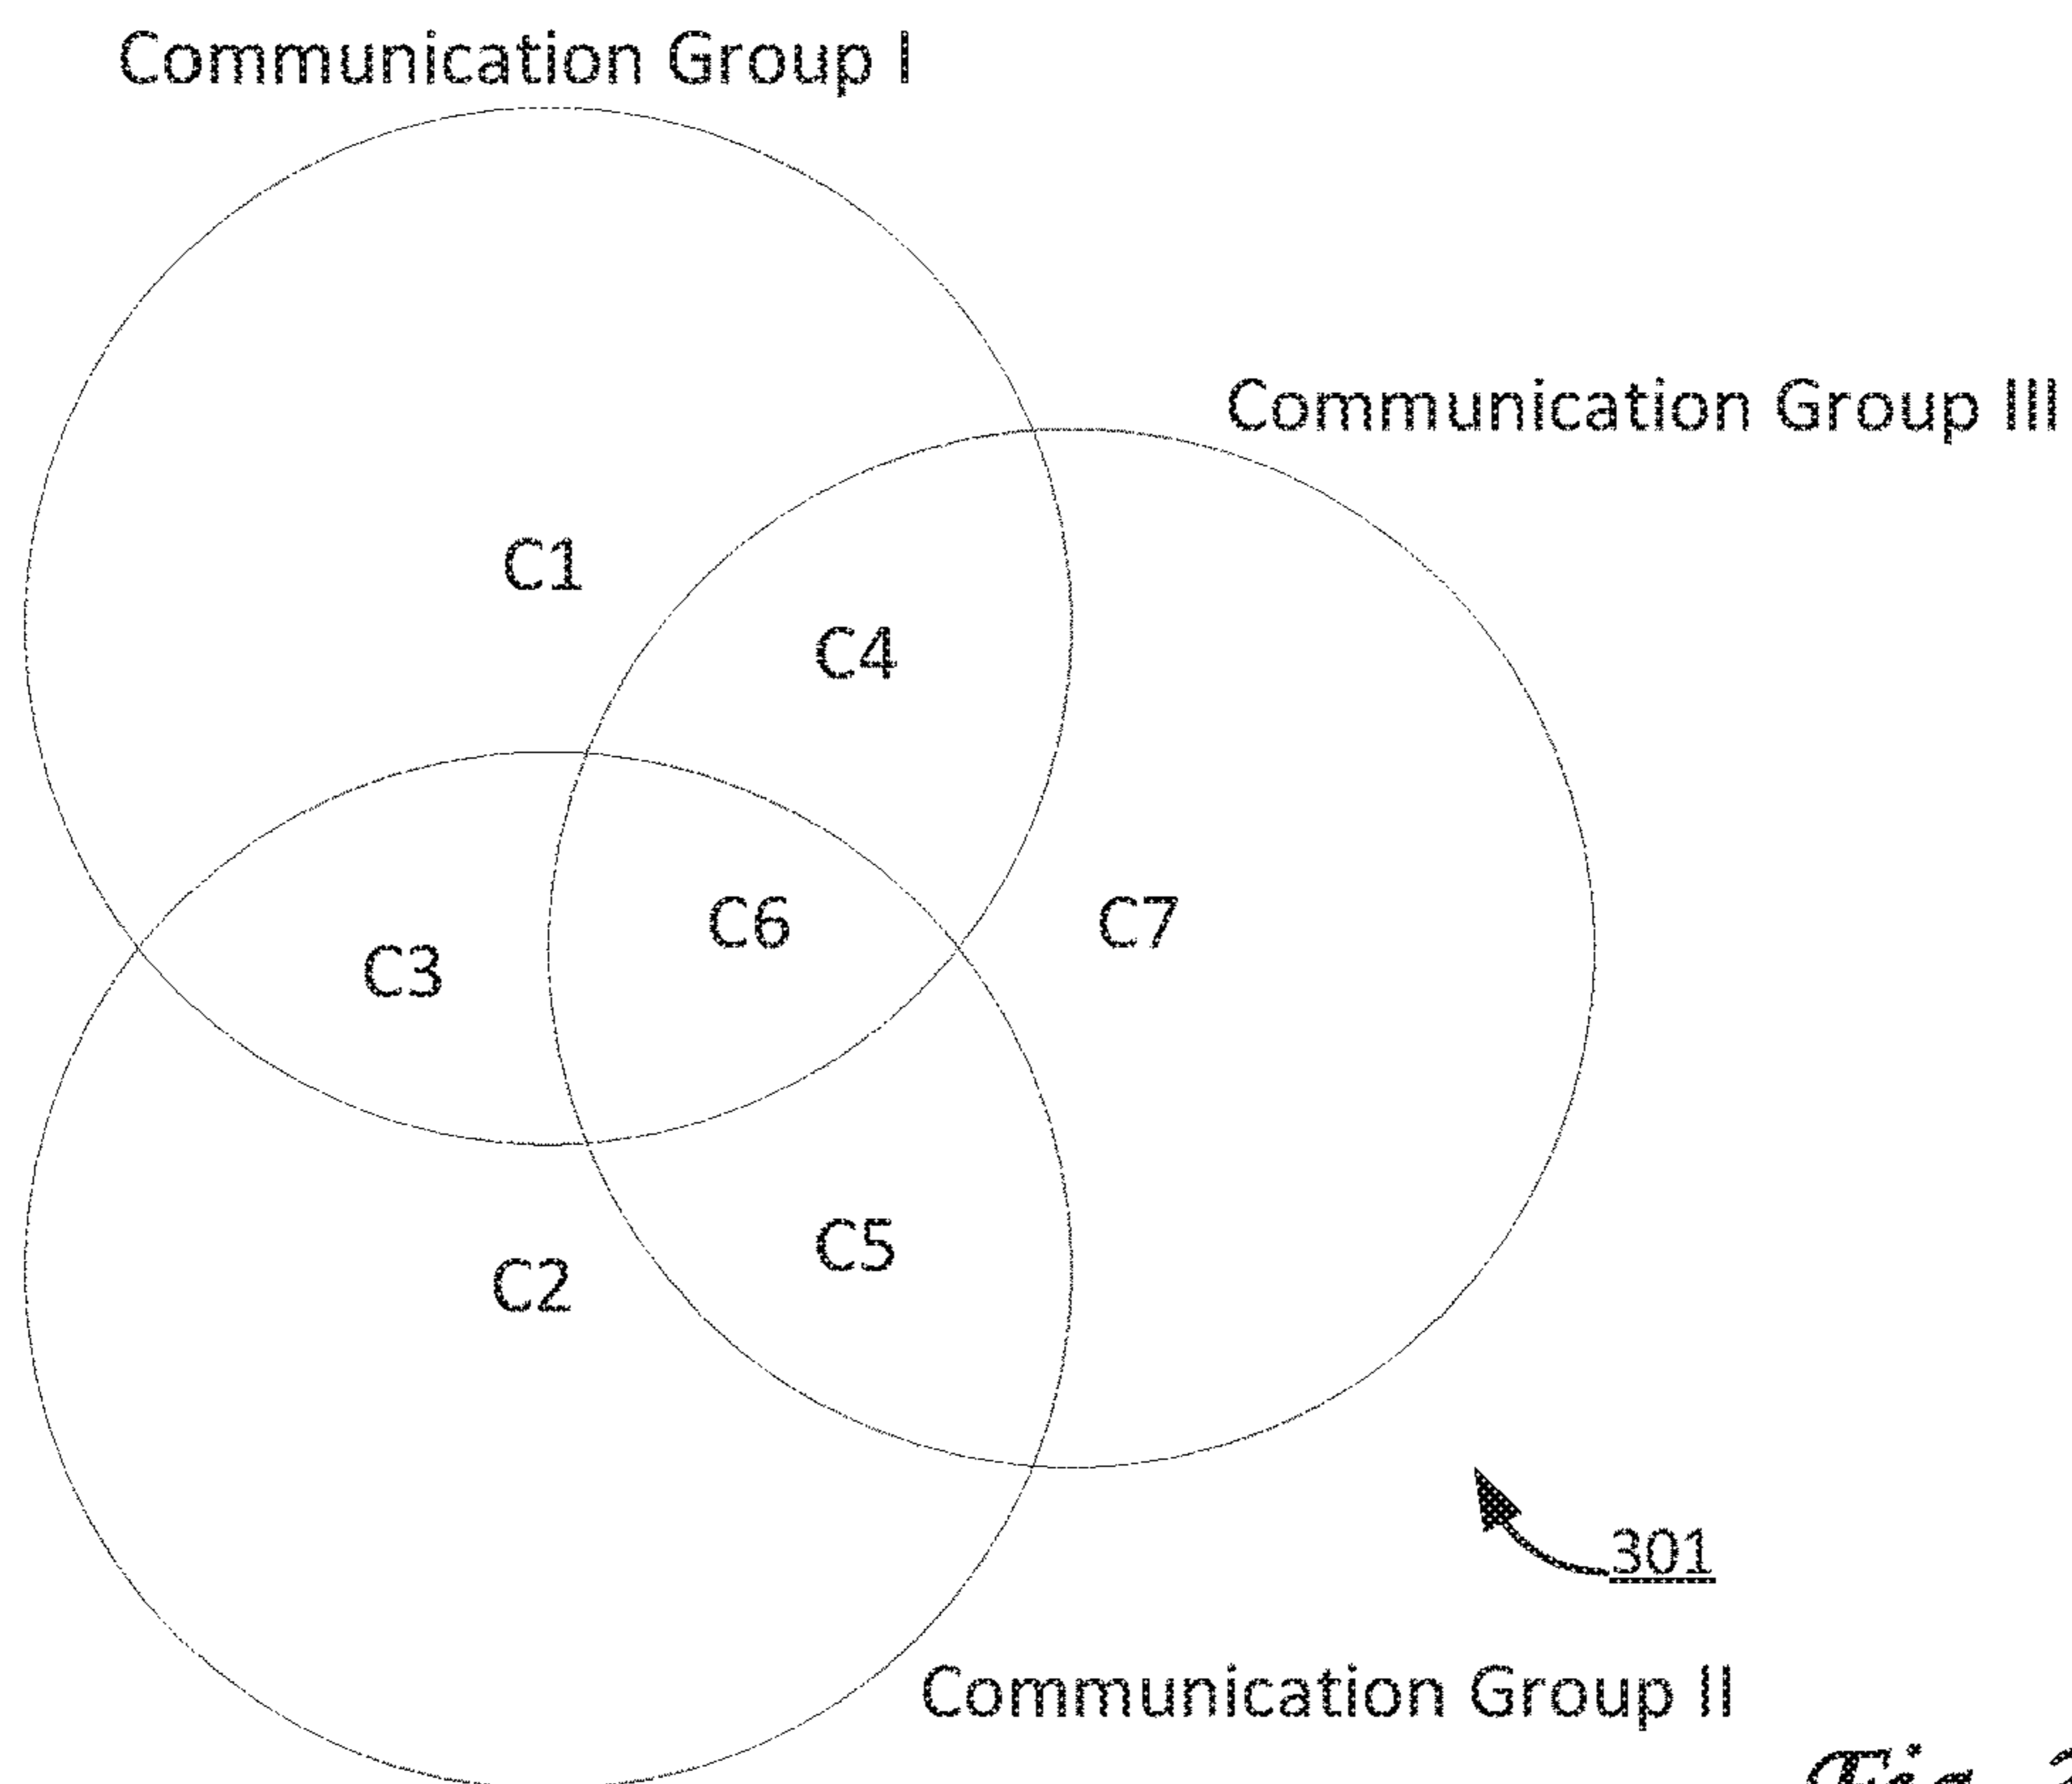 Communication Group I
Communication Group III
C1
C4
C6
C7
C3
C5
C2
301
Communication Group II